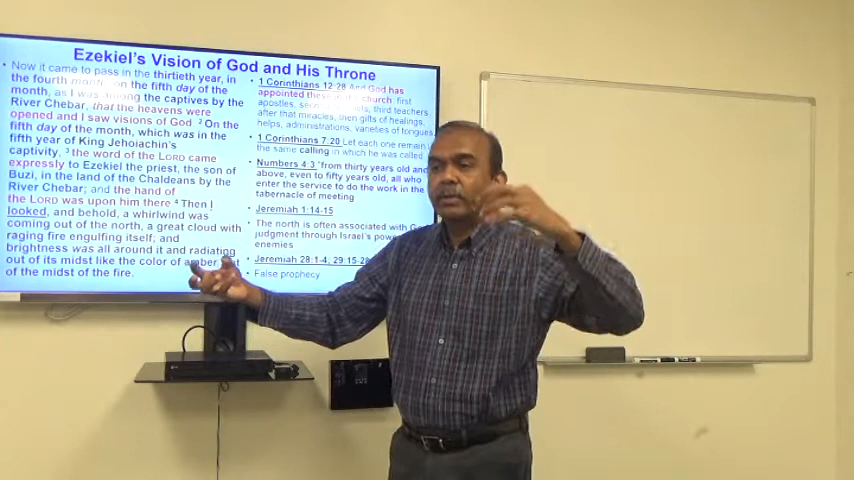 Ezekiel's Vision of God and His Throne
• Now it came to pass in the thirtieth year, in
the fourth month, on the fifth day of the
month, as I was among the captives by the
River Chebar, that the heavens were
opened and I saw visions of God. ² On the
fifth day of the month, which was in the
fifth year of King Jehoiachin's
captivity, ³ the word of the LORD came
expressly to Ezekiel the priest, the son of
Buzi, in the land of the Chaldeans by the
River Chebar; and the hand of
the LORD was upon him there. ⁴ Then I
looked, and behold, a whirlwind was
coming out of the north, a great cloud with
raging fire engulfing itself; and
brightness was all around it and radiating
out of its midst like the color of amber, out
of the midst of the fire.
• 1 Corinthians 12:28 And God has
appointed these in the church: first
apostles, third teachers,
after that miracles, then gifts of healings,
helps, administrations, varieties of tongues
• 1 Corinthians 7:20 Let each one remain
the same calling in which he was called
• Numbers 4:3 "from thirty years old and
above, even to fifty years old, all who
enter the service to do the work in the
tabernacle of meeting
• Jeremiah 1:14-15
• The north is often associated with
judgment through Israel's
enemies
• Jeremiah 28:1-4; 29:15-
• False prophecy